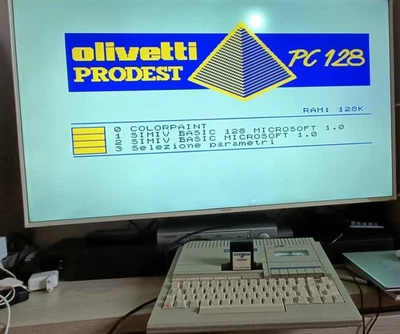 olivetti
PRODEST
PC 128
RAM: 128K
0 COLORPAINT
1 SIMIV BASIC 128 MICROSOFT 1.0
2 SIMIV BASIC MICROSOFT 1.0
3 Selezione parametri